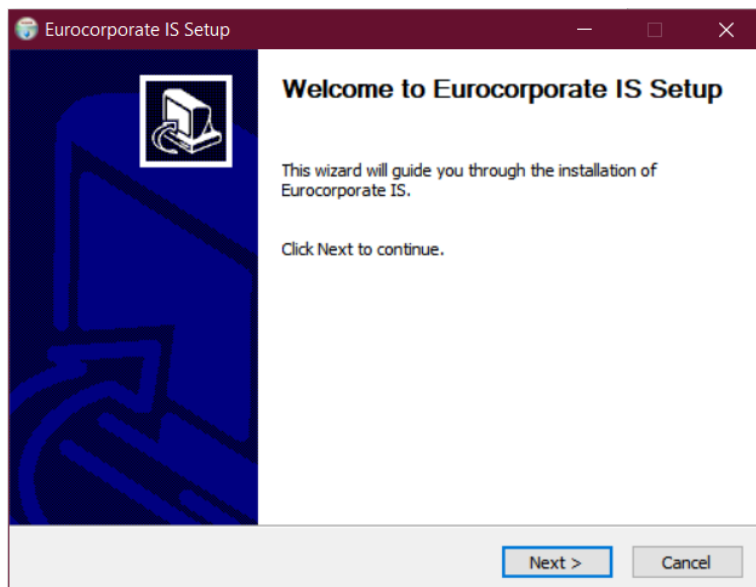 Eurocorporate IS Setup
Welcome to Eurocorporate IS Setup
This wizard will guide you through the installation of
Eurocorporate IS.
Click Next to continue.
Next >
Cancel